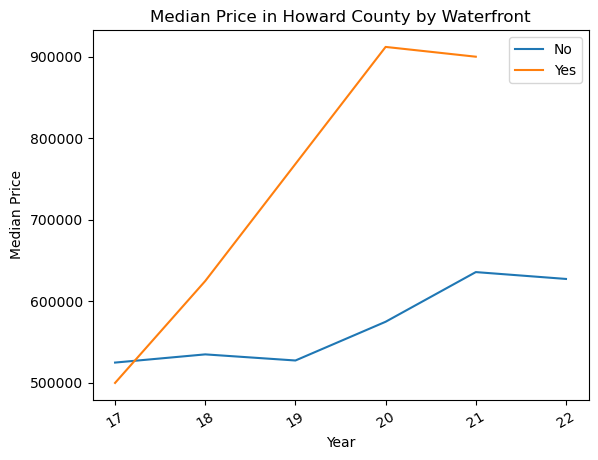 Median Price in Howard County by Waterfront
No
Yes
Median Price
900000
800000
700000
600000
500000
17 18 19 20 21 22
Year